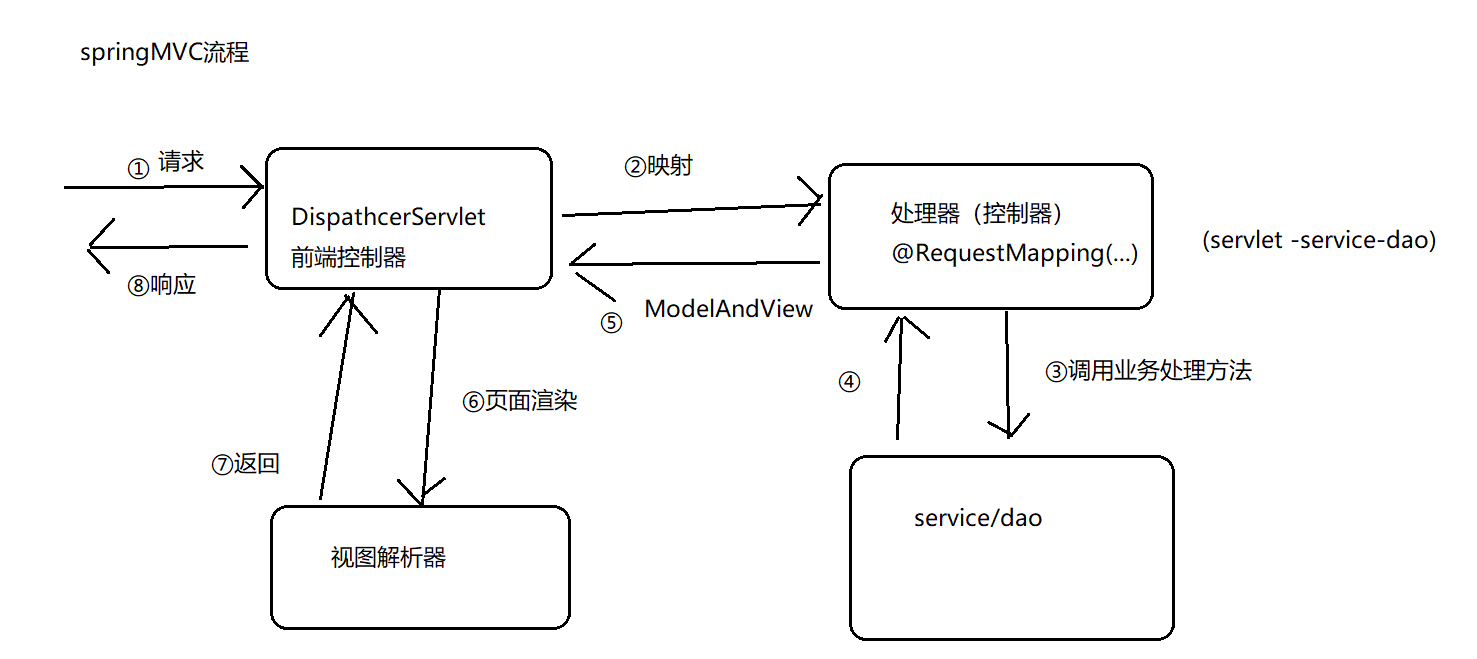 springMVC流程
① 请求
②映射
DispathcerServlet
前端控制器
处理器（控制器）
@RequestMapping(...)
(servlet -service-dao)
⑧响应
⑤
ModelAndView
④
③调用业务处理方法
⑥页面渲染
⑦返回
service/dao
视图解析器